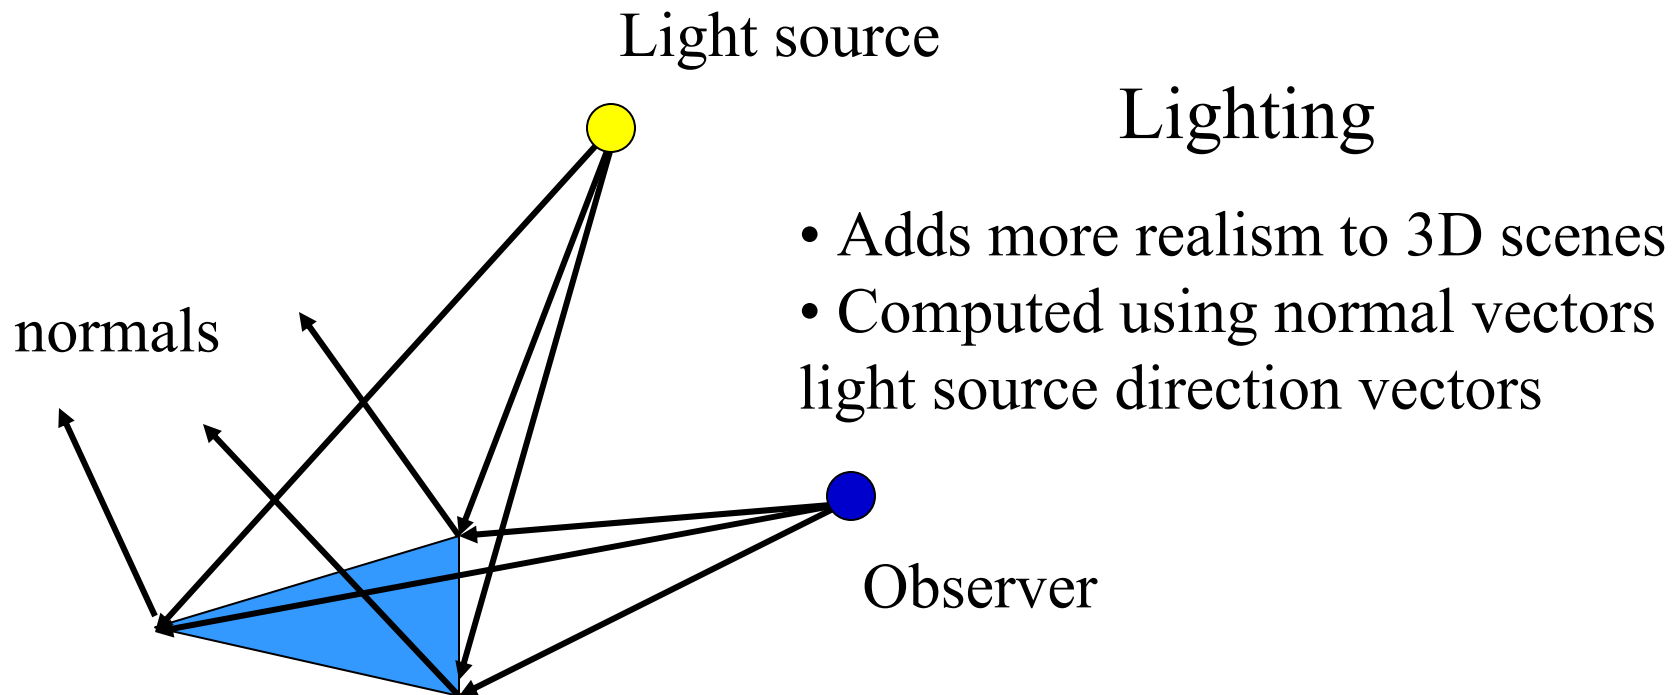 Light source
Lighting
• Adds more realism to 3D scenes
• Computed using normal vectors
light source direction vectors
normals
Observer